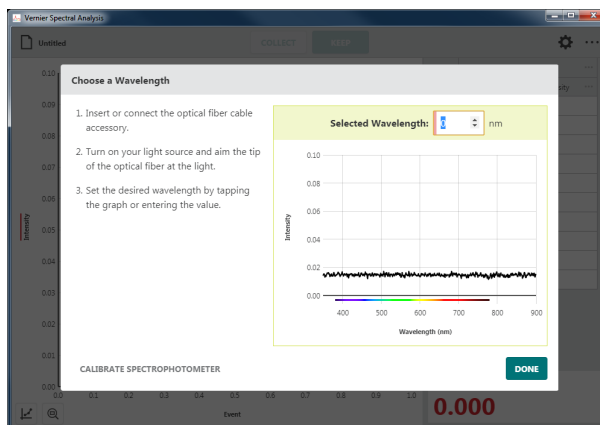 Vernier Spectral Analysis
Untitled
COLLECT KEEP
Choose a Wavelength
1. Insert or connect the optical fiber cable
accessory.
2. Turn on your light source and aim the tip
of the optical fiber at the light.
3. Set the desired wavelength by tapping
the graph or entering the value.
Selected Wavelength: 0 nm
0.10
0.08
0.06
0.04
0.02
0.00
Intensity
400 500 600 700 800 900
Wavelength (nm)
CALIBRATE SPECTROPHOTOMETER
DONE
0.10
0.09
0.08
0.07
0.06
0.05
0.04
0.03
0.02
0.01
0.00
Intensity
0.0 0.1 0.2 0.3 0.4 0.5 0.6 0.7 0.8 0.9 1.0
Event
0.000